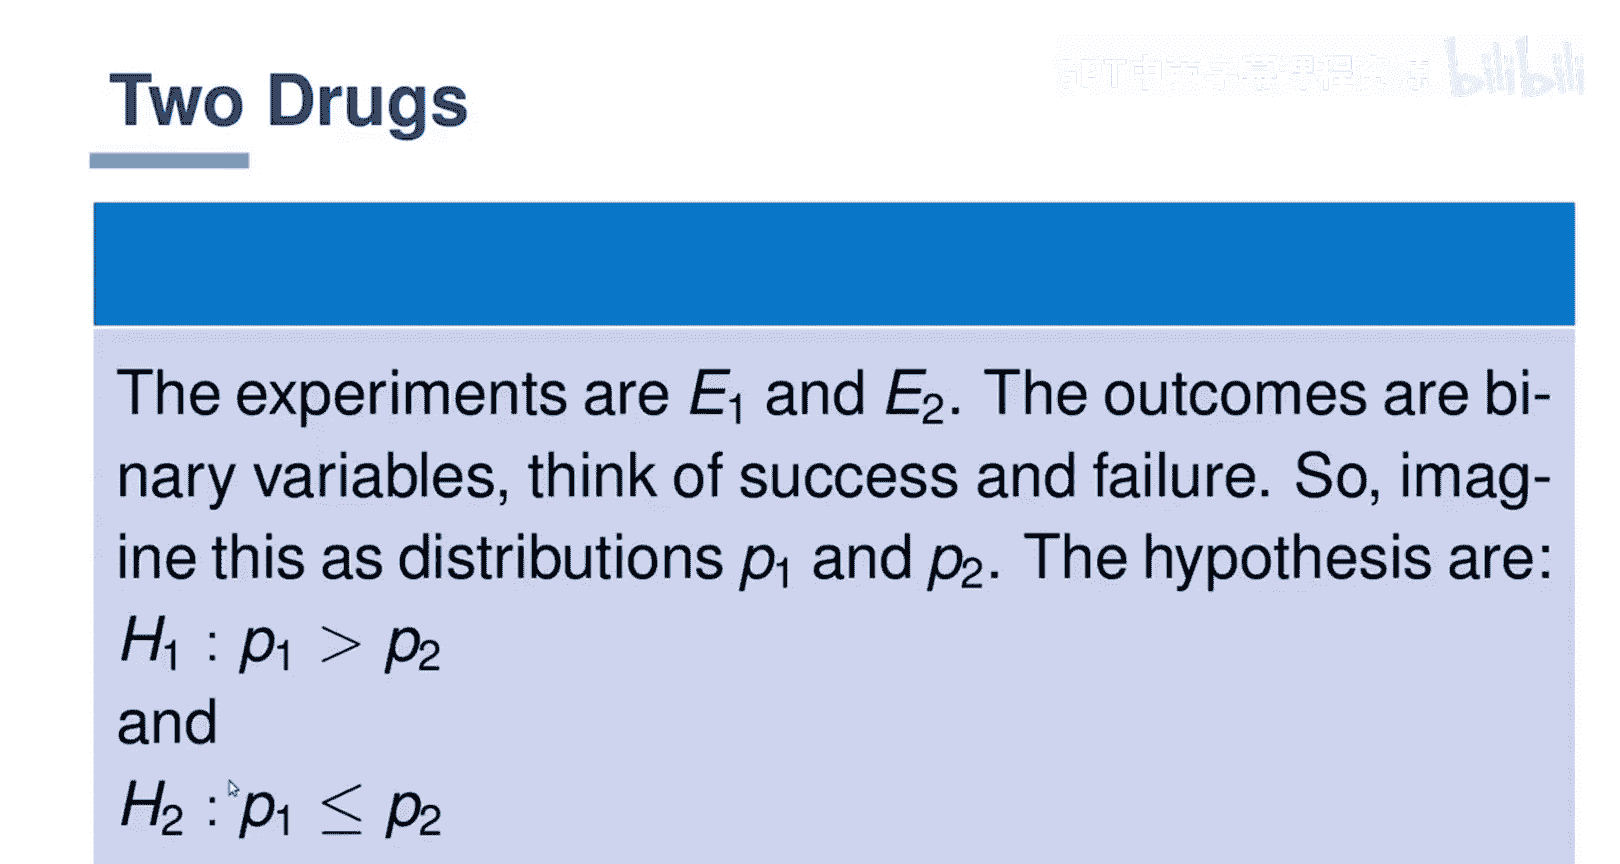 Two Drugs
bilibili
The experiments are E₁ and E₂. The outcomes are bi-
nary variables, think of success and failure. So, imag-
ine this as distributions p₁ and p₂. The hypothesis are:
H₁ : p₁ > p₂
and
H₂ : p₁ ≤ p₂